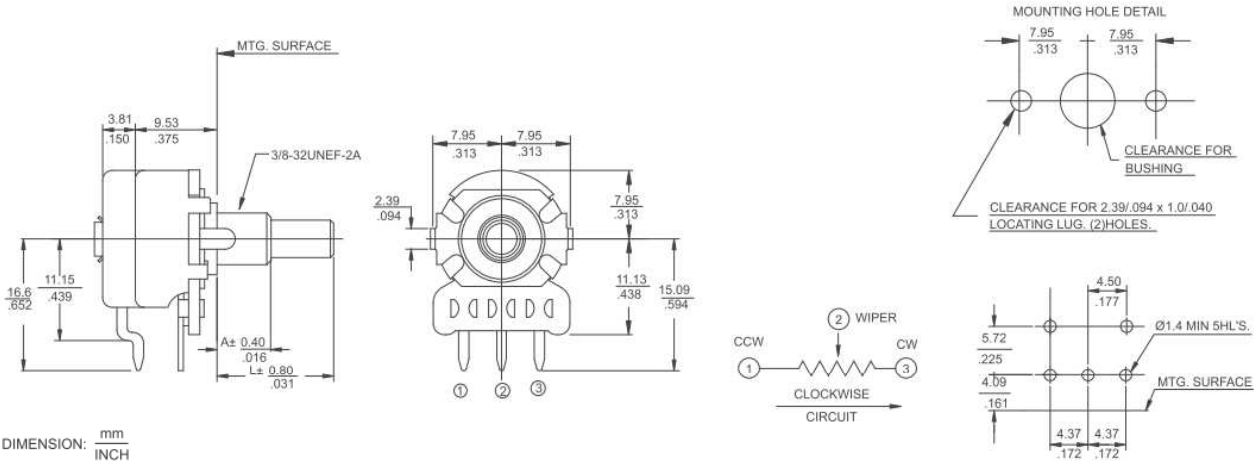 MTG. SURFACE
3.81
.150
9.53
.375
3/8-32UNEF-2A
16.6
.652
11.15
.439
A± 0.40
.016
L± 0.80
.031
7.95
.313
7.95
.313
2.39
.094
7.95
.313
11.13
.438
15.09
.594
1
2
3
DIMENSION: mm
INCH
CCW
1
2 WIPER
CW
3
CLOCKWISE
CIRCUIT
MOUNTING HOLE DETAIL
7.95
.313
7.95
.313
CLEARANCE FOR
BUSHING
CLEARANCE FOR 2.39/.094 x 1.0/.040
LOCATING LUG. (2)HOLES.
4.50
.177
Ø1.4 MIN 5HL'S.
5.72
.225
4.09
.161
MTG. SURFACE
4.37
.172
4.37
.172